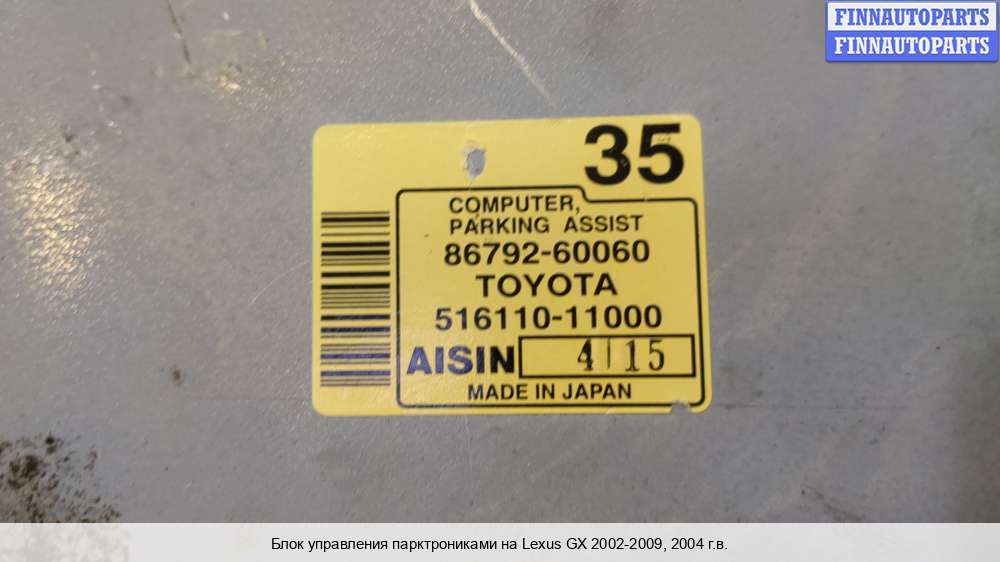 FINNAUTOPARTS
FINNAUTOPARTS
35
COMPUTER,
PARKING ASSIST
86792-60060
TOYOTA
516110-11000
AISIN 4 15
MADE IN JAPAN
Блок управления парктрониками на Lexus GX 2002-2009, 2004 г.в.